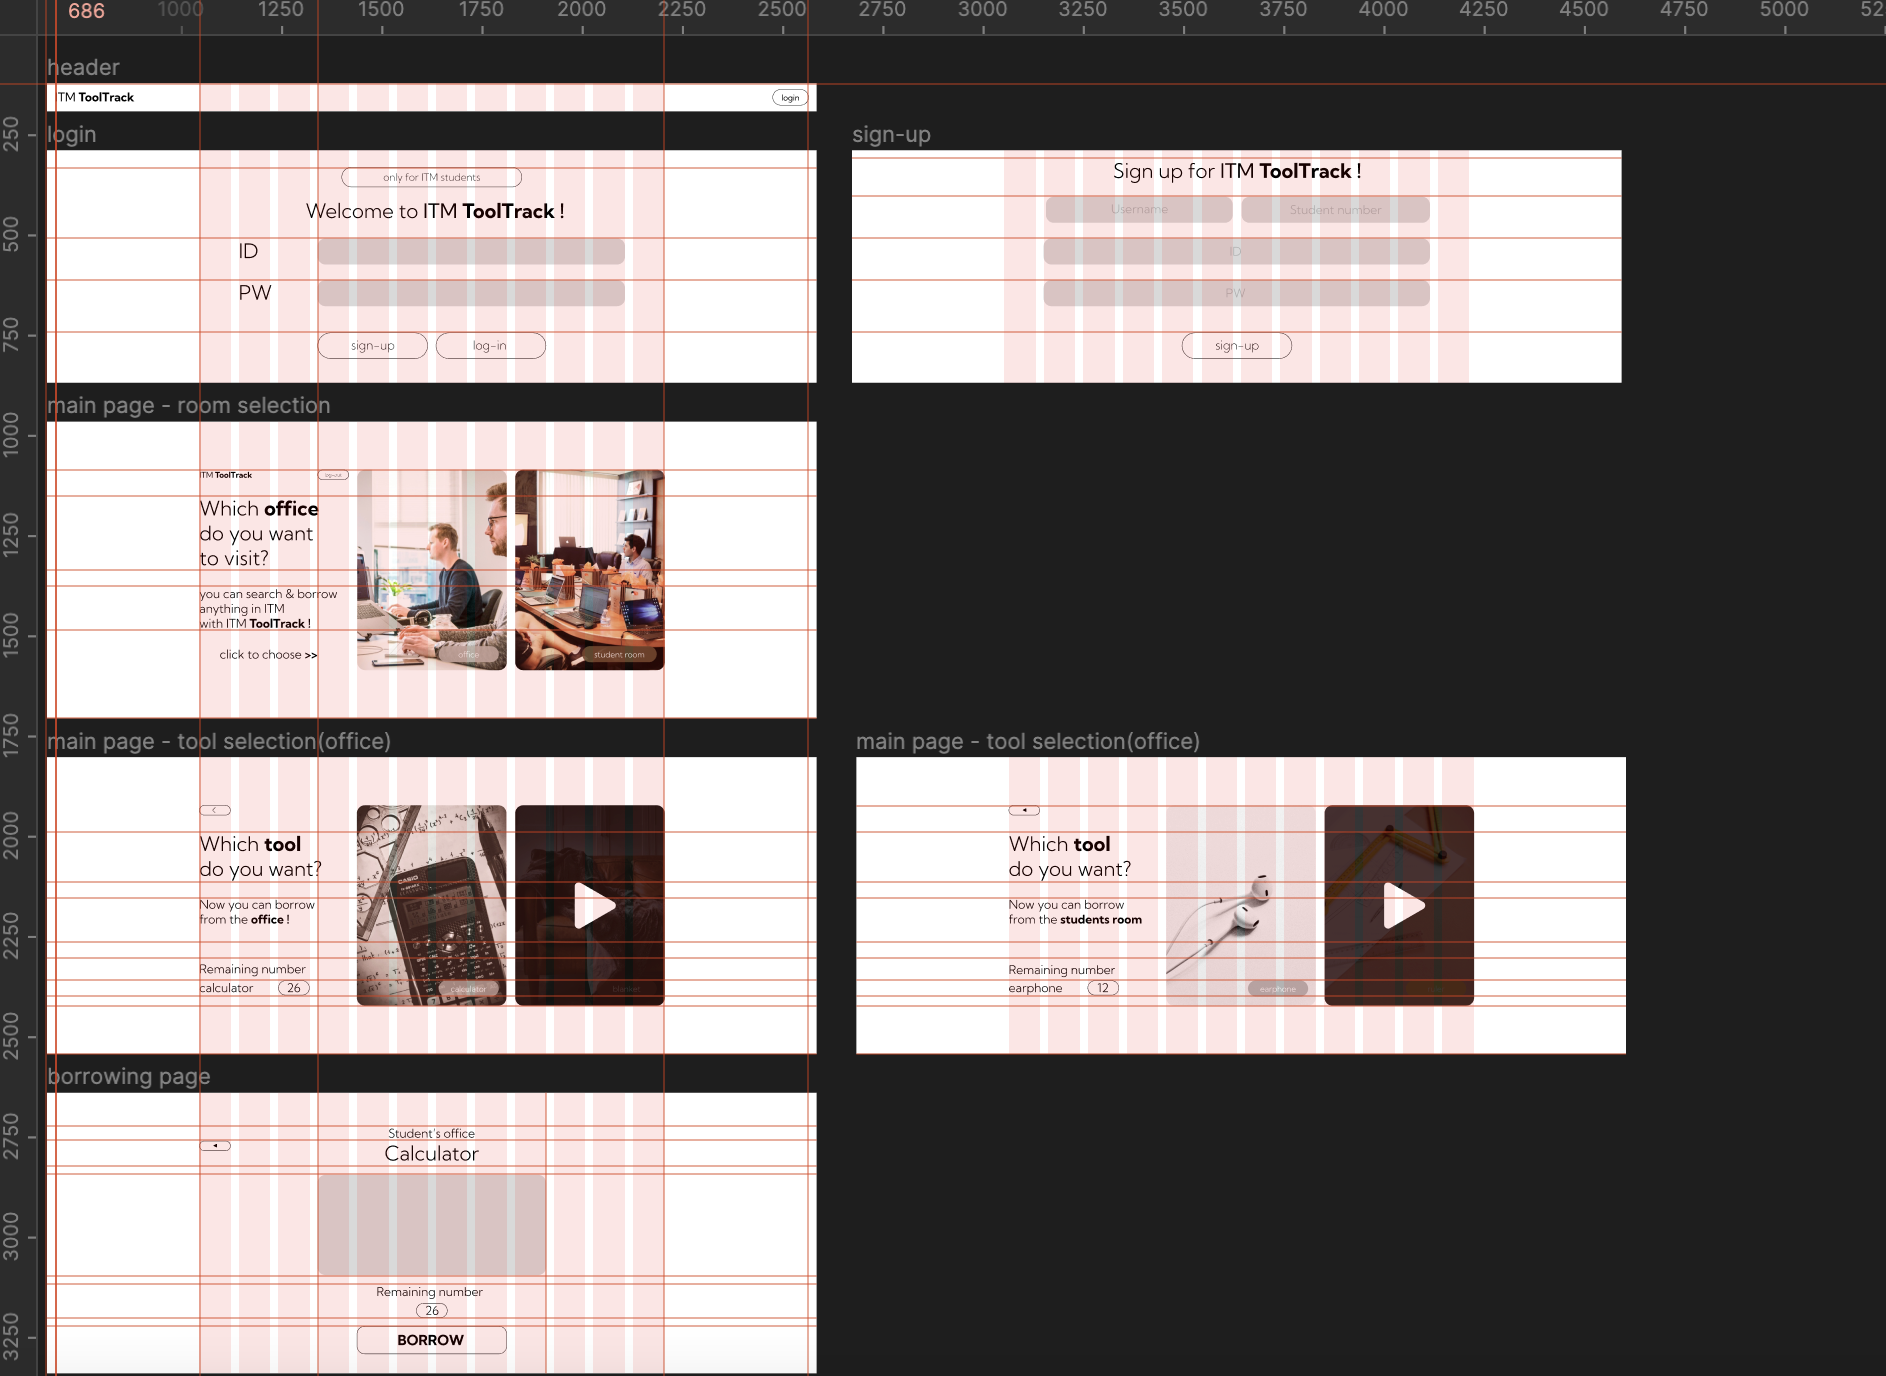 686
1000
1250
1500
1750
2000
2250
2500
2750
3000
3250
3500
3750
4000
4250
4500
4750
5000
52
250
500
750
1000
1250
1500
1750
2000
2250
2500
2750
3000
3250
header
ITM ToolTrack
login
login
only for ITM students
Welcome to ITM ToolTrack !
ID
PW
sign-up
log-in
sign-up
Sign up for ITM ToolTrack !
Username
Student number
ID
PW
sign-up
main page - room selection
ITM ToolTrack
log-out
Which office
do you want
to visit?
you can search & borrow
anything in ITM
with ITM ToolTrack !
click to choose >>
office
student room
main page - tool selection(office)
<
Which tool
do you want?
Now you can borrow
from the office !
Remaining number
calculator 26
CASIO
calculator
blanket
main page - tool selection(office)
Which tool
do you want?
Now you can borrow
from the students room
Remaining number
earphone 12
earphone
borrowing page
Student's office
Calculator
Remaining number
26
BORROW